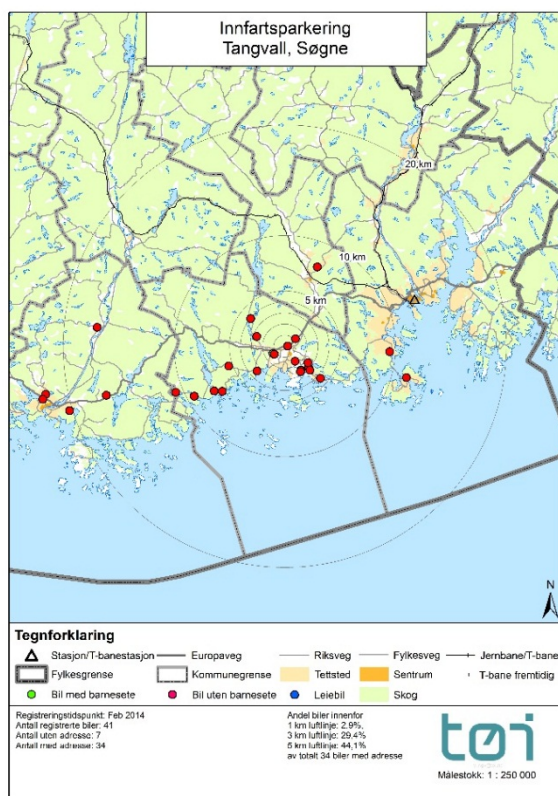 Innfartsparkering
Tangvall, Søgne
20 km
10 km
5 km
N
Tegnforklaring
Stasjon/T-banestasjon
Europaveg
Riksveg
Fylkesveg
Jernbane/T-bane
Fylkesgrense
Kommunegrense
Tettsted
Sentrum
T-bane fremtidig
Bil med barnesete
Bil uten barnesete
Leiebil
Skog
Registreringstidspunkt: Feb 2014
Antall registrerte biler: 41
Antall uten adresse: 7
Antall med adresse: 34
Andel biler innenfor
1 km luftlinje: 2.9%,
3 km luftlinje: 29,4%
5 km luftlinje: 44,1%
av totalt 34 biler med adresse
tøi
Målestokk: 1 : 250 000